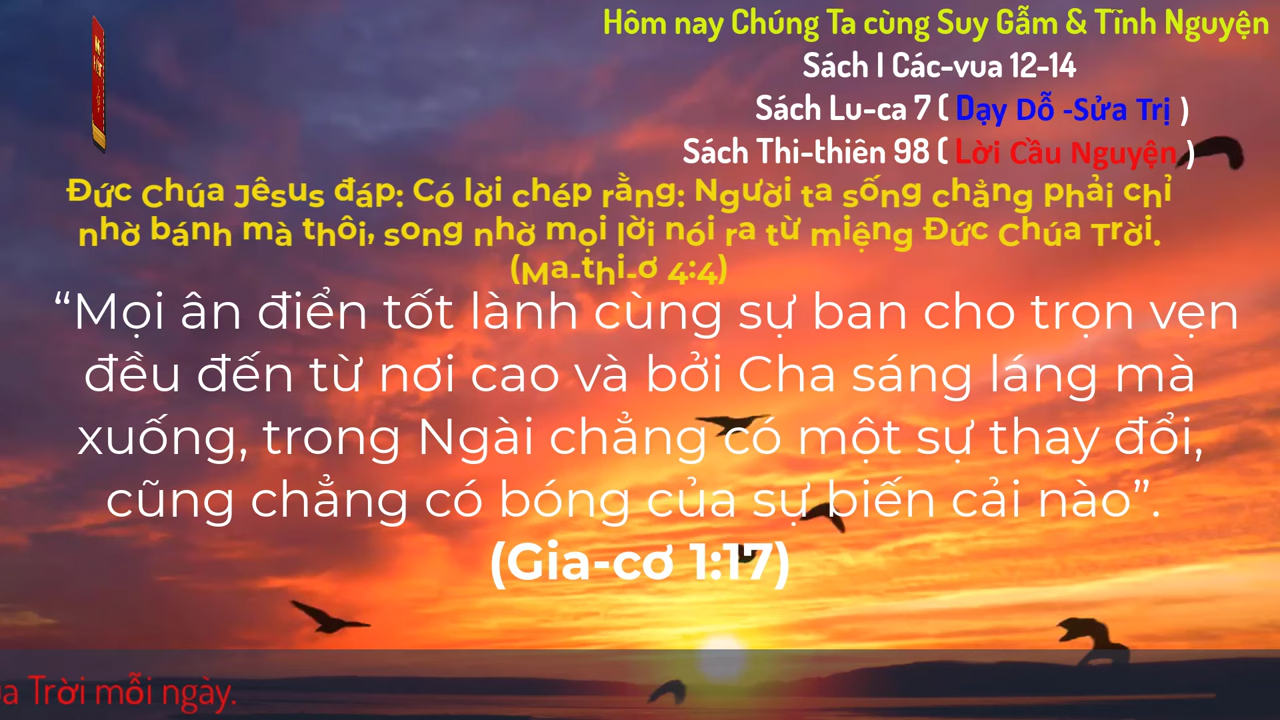 Hôm nay Chúng Ta cùng Suy Gẫm & Tĩnh Nguyện
Sách I Các-vua 12-14
Sách Lu-ca 7 ( Dạy Dỗ -Sửa Trị )
Sách Thi-thiên 98 ( Lời Cầu Nguyện )
Đức Chúa Jêsus đáp: Có lời chép rằng: Người ta sống chẳng phải chỉ
nhờ bánh mà thôi, song nhờ mọi lời nói ra từ miệng Đức Chúa Trời.
(Ma-thi-ơ 4:4)
“Mọi ân điển tốt lành cùng sự ban cho trọn vẹn
đều đến từ nơi cao và bởi Cha sáng láng mà
xuống, trong Ngài chẳng có một sự thay đổi,
cũng chẳng có bóng của sự biến cải nào”.
(Gia-cơ 1:17)
Trời mỗi ngày.